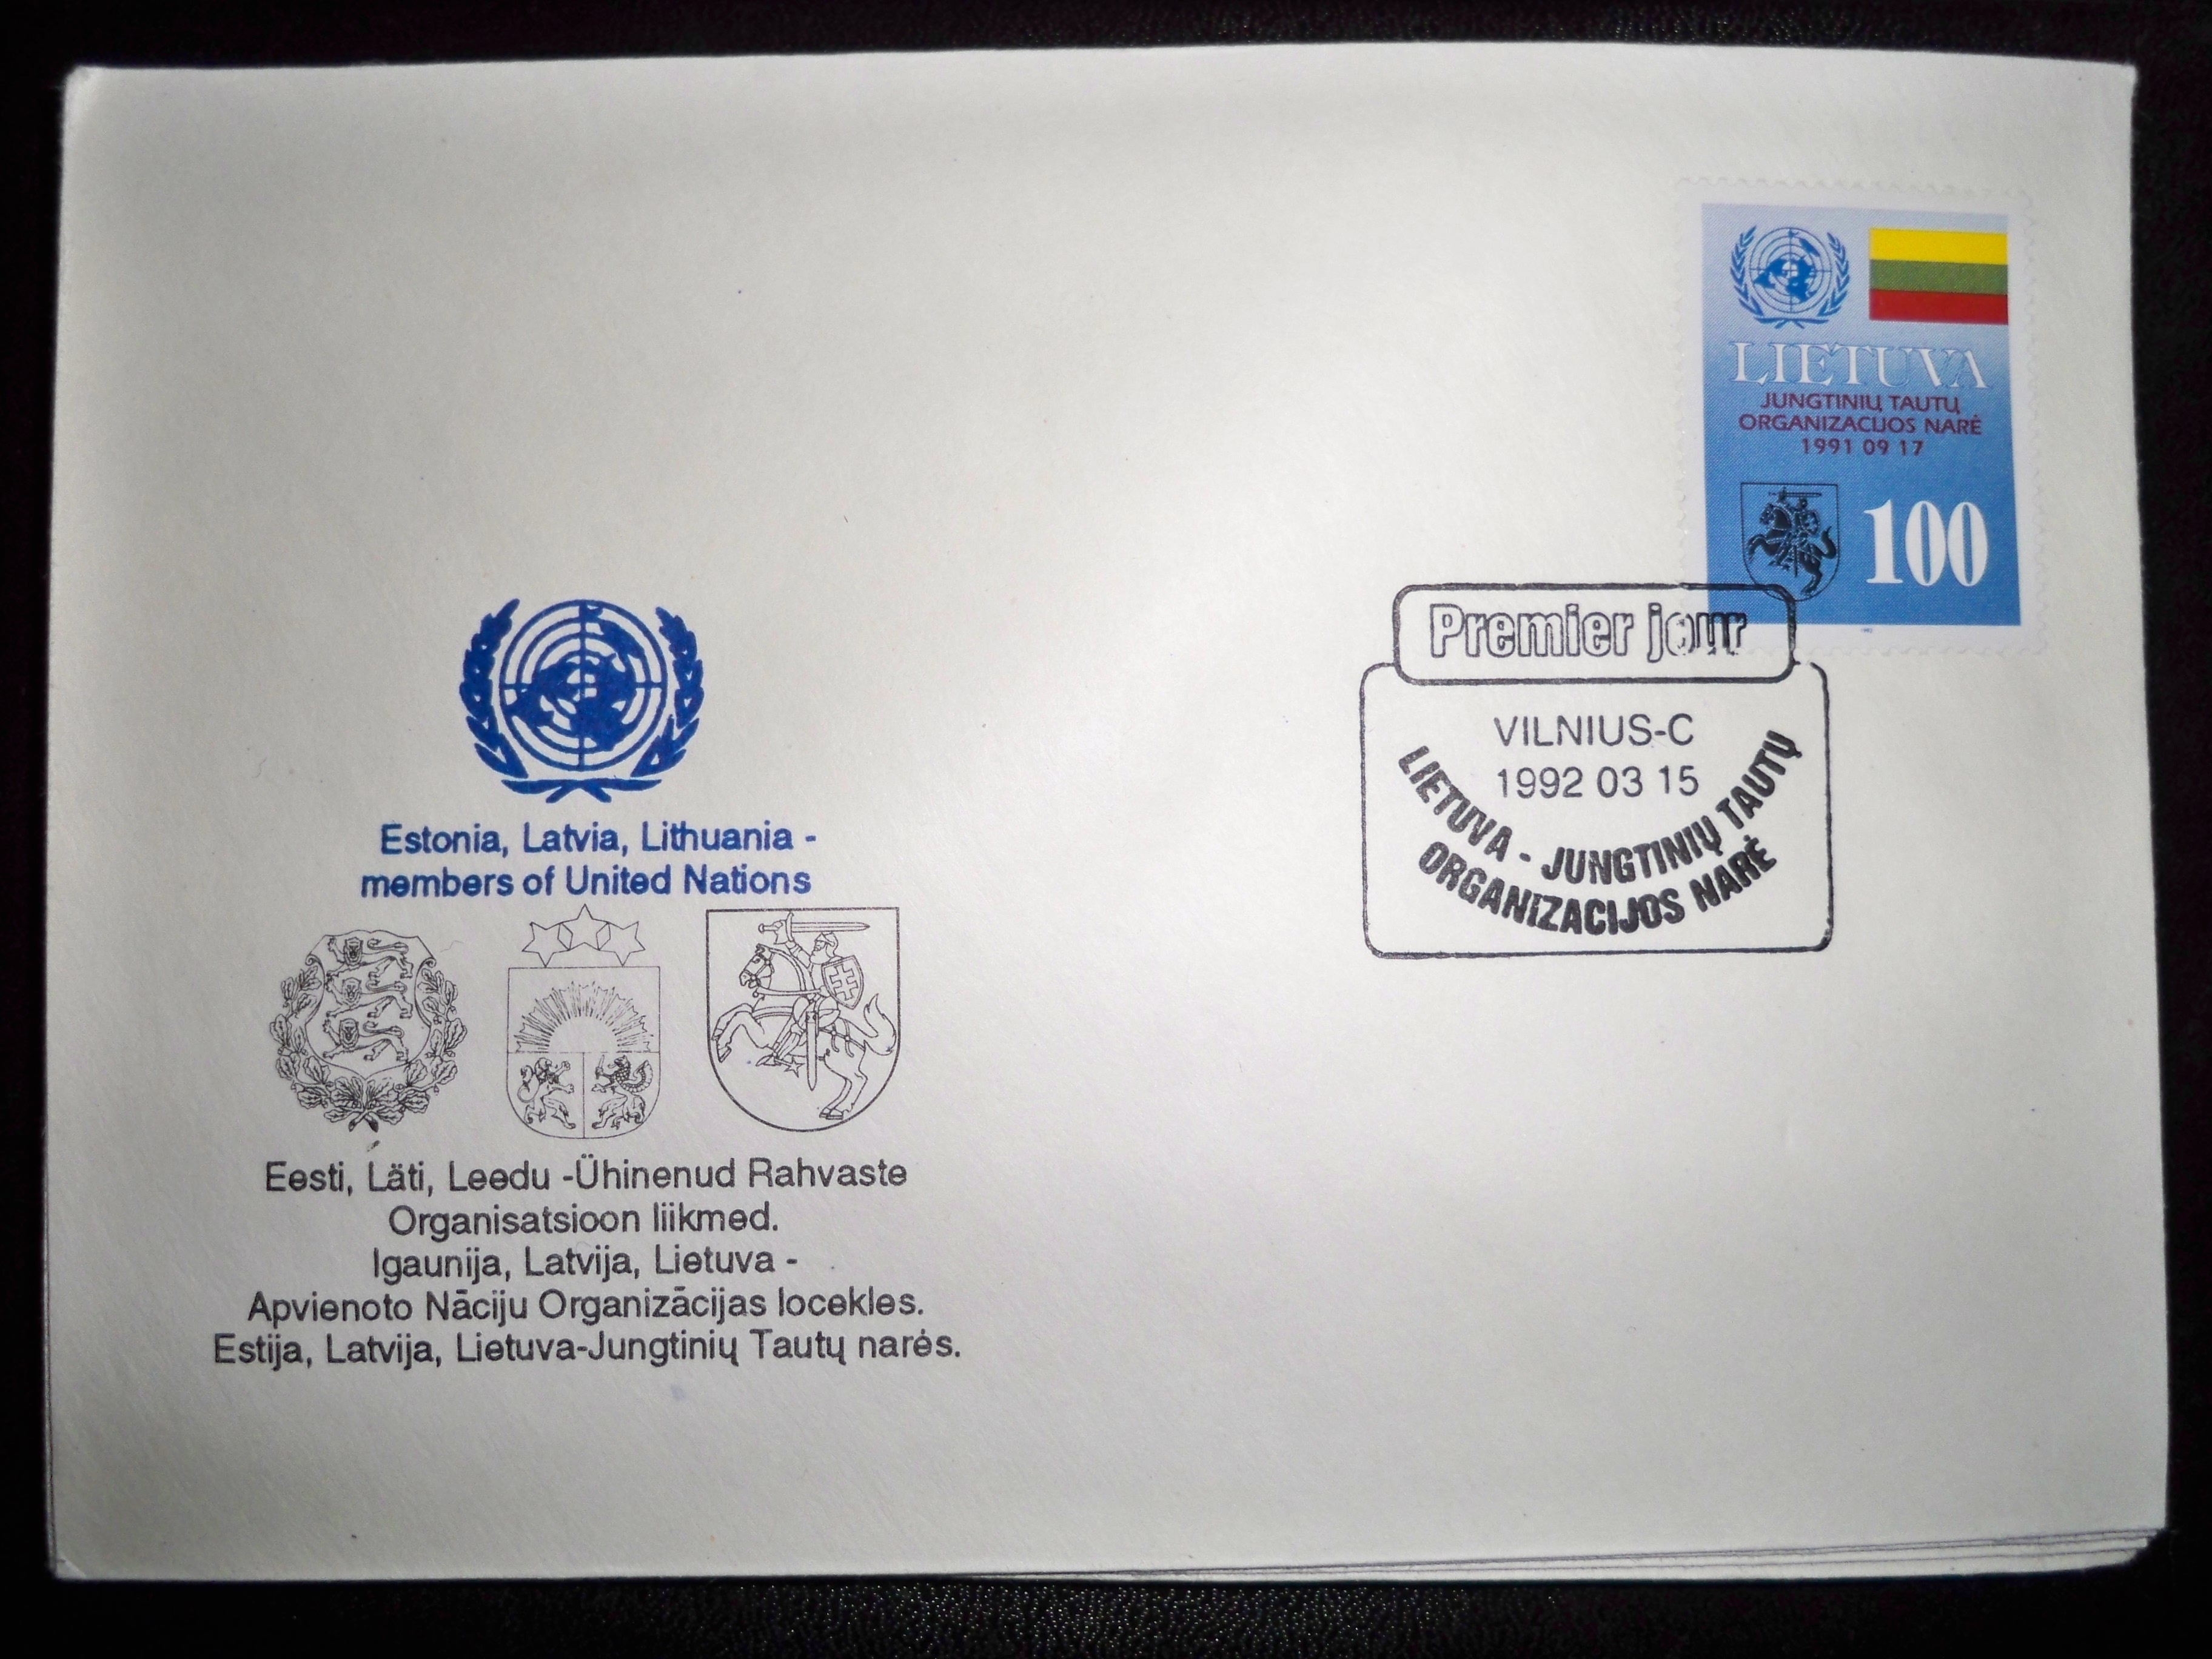 LIETUVA
JUNGTINIŲ TAUTŲ
ORGANIZACIJOS NARĖ
1991 09 17
100
Premier jour
VILNIUS-C
1992 03 15
LIETUVA - JUNGTINIŲ TAUTŲ
ORGANIZACIJOS NARĖ
Estonia, Latvia, Lithuania -
members of United Nations
Eesti, Läti, Leedu -Ühinenud Rahvaste
Organisatsioon liikmed.
Igaunija, Latvija, Lietuva -
Apvienoto Nāciju Organizācijas locekles.
Estija, Latvija, Lietuva-Jungtinių Tautų narės.